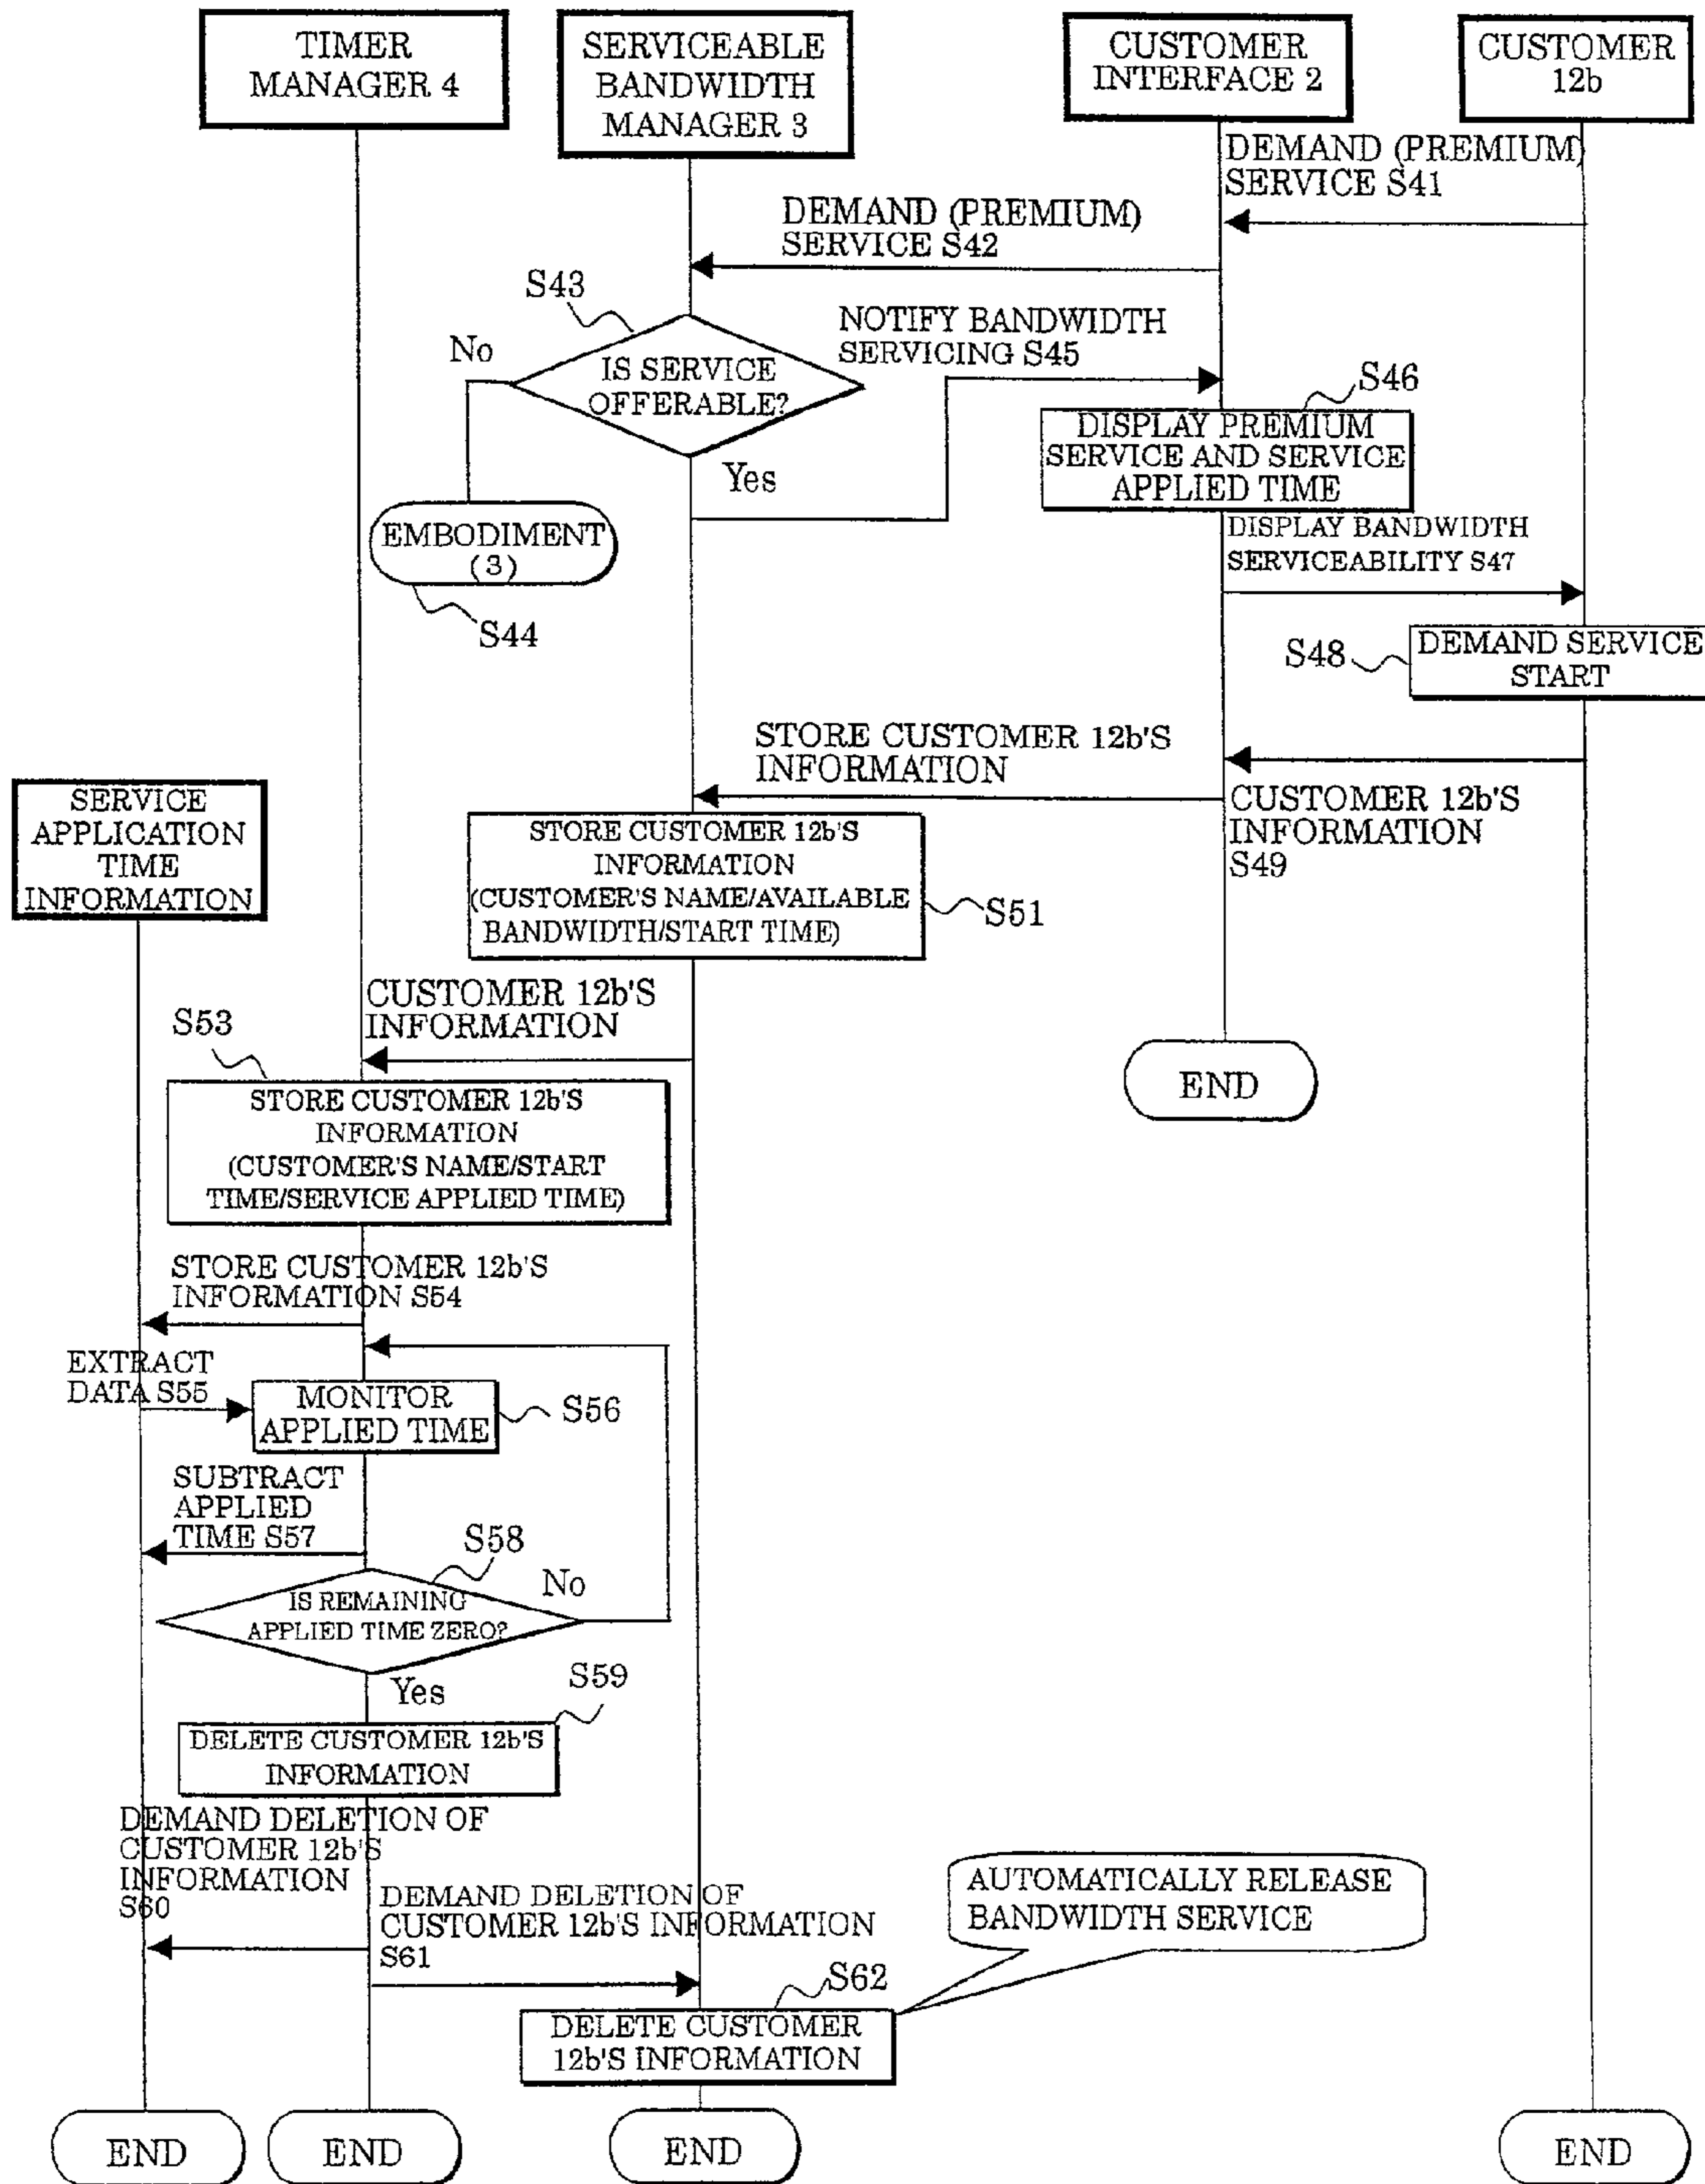 TIMER
MANAGER 4
SERVICEABLE
BANDWIDTH
MANAGER 3
CUSTOMER
INTERFACE 2
CUSTOMER
12b
DEMAND (PREMIUM)
SERVICE S41
DEMAND (PREMIUM)
SERVICE S42
S43
No
IS SERVICE
OFFERABLE?
Yes
NOTIFY BANDWIDTH
SERVICING S45
S46
DISPLAY PREMIUM
SERVICE AND SERVICE
APPLIED TIME
EMBODIMENT
(3)
S44
DISPLAY BANDWIDTH
SERVICEABILITY S47
S48
DEMAND SERVICE
START
STORE CUSTOMER 12b'S
INFORMATION
CUSTOMER 12b'S
INFORMATION
S49
SERVICE
APPLICATION
TIME
INFORMATION
STORE CUSTOMER 12b'S
INFORMATION
(CUSTOMER'S NAME/AVAILABLE
BANDWIDTH/START TIME)
S51
CUSTOMER 12b'S
INFORMATION
S53
END
STORE CUSTOMER 12b'S
INFORMATION
(CUSTOMER'S NAME/START
TIME/SERVICE APPLIED TIME)
STORE CUSTOMER 12b'S
INFORMATION S54
EXTRACT
DATA S55
MONITOR
APPLIED TIME
S56
SUBTRACT
APPLIED
TIME S57
S58
IS REMAINING
APPLIED TIME ZERO?
No
Yes
S59
DELETE CUSTOMER 12b'S
INFORMATION
DEMAND DELETION OF
CUSTOMER 12b'S
INFORMATION
S60
DEMAND DELETION OF
CUSTOMER 12b'S INFORMATION
S61
AUTOMATICALLY RELEASE
BANDWIDTH SERVICE
S62
DELETE CUSTOMER
12b'S INFORMATION
END
END
END
END